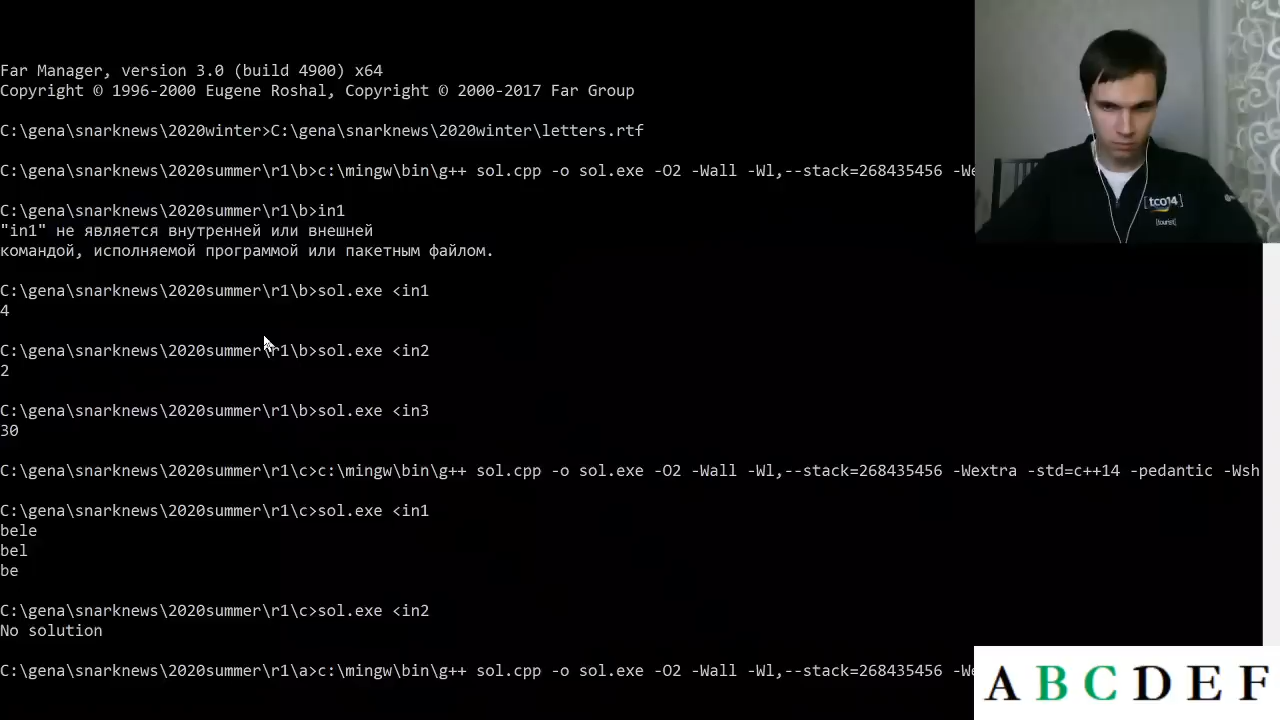 Far Manager, version 3.0 (build 4900) x64
Copyright © 1996-2000 Eugene Roshal, Copyright © 2000-2017 Far Group
C:\gena\snarknews\2020winter>C:\gena\snarknews\2020winter\letters.rtf
C:\gena\snarknews\2020summer\r1\b>c:\mingw\bin\g++ sol.cpp -o sol.exe -O2 -Wall -Wl,--stack=268435456 -We
C:\gena\snarknews\2020summer\r1\b>in1
"in1" не является внутренней или внешней
командой, исполняемой программой или пакетным файлом.
C:\gena\snarknews\2020summer\r1\b>sol.exe <in1
4
C:\gena\snarknews\2020summer\r1\b>sol.exe <in2
2
C:\gena\snarknews\2020summer\r1\b>sol.exe <in3
30
C:\gena\snarknews\2020summer\r1\c>c:\mingw\bin\g++ sol.cpp -o sol.exe -O2 -Wall -Wl,--stack=268435456 -Wextra -std=c++14 -pedantic -Wsh
C:\gena\snarknews\2020summer\r1\c>sol.exe <in1
bele
bel
be
C:\gena\snarknews\2020summer\r1\c>sol.exe <in2
No solution
C:\gena\snarknews\2020summer\r1\a>c:\mingw\bin\g++ sol.cpp -o sol.exe -O2 -Wall -Wl,--stack=268435456 -We
[tco14]
[tourist]
A B C D E F